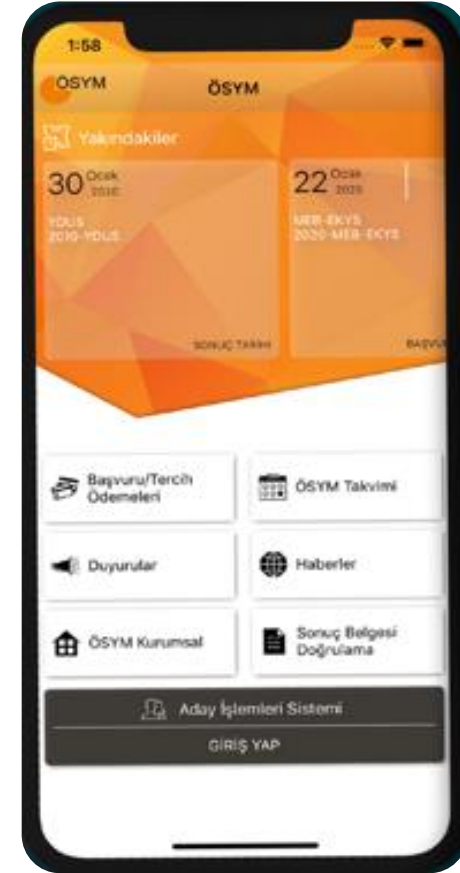 1:58
ÖSYM
ÖSYM
Yakındakiler
30 Ocak
2020
YDUS
2019-YDUS
SONUÇ TARİHİ
22 Ocak
2020
MEB-EKYS
2020-MEB-EKYS
BAŞVU
Başvuru/Tercih
Ödemeleri
ÖSYM Takvimi
Duyurular
Haberler
ÖSYM Kurumsal
Sonuç Belgesi
Doğrulama
Aday İşlemleri Sistemi
GİRİŞ YAP